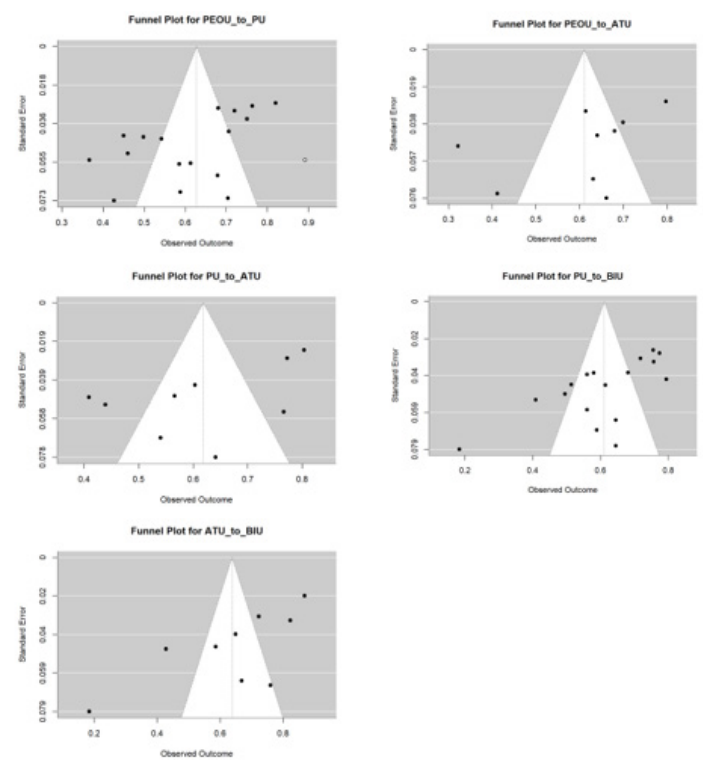 Funnel Plot for PEOU_to_PU
Standard Error
0
0.018
0.036
0.055
0.073
0.3 0.4 0.5 0.6 0.7 0.8 0.9
Observed Outcome
Funnel Plot for PEOU_to_ATU
Standard Error
0
0.019
0.038
0.057
0.076
0.3 0.4 0.5 0.6 0.7 0.8
Observed Outcome
Funnel Plot for PU_to_ATU
Standard Error
0
0.019
0.039
0.058
0.078
0.4 0.5 0.6 0.7 0.8
Observed Outcome
Funnel Plot for PU_to_BIU
Standard Error
0
0.02
0.04
0.059
0.079
0.2 0.4 0.6 0.8
Observed Outcome
Funnel Plot for ATU_to_BIU
Standard Error
0
0.02
0.04
0.059
0.079
0.2 0.4 0.6 0.8
Observed Outcome